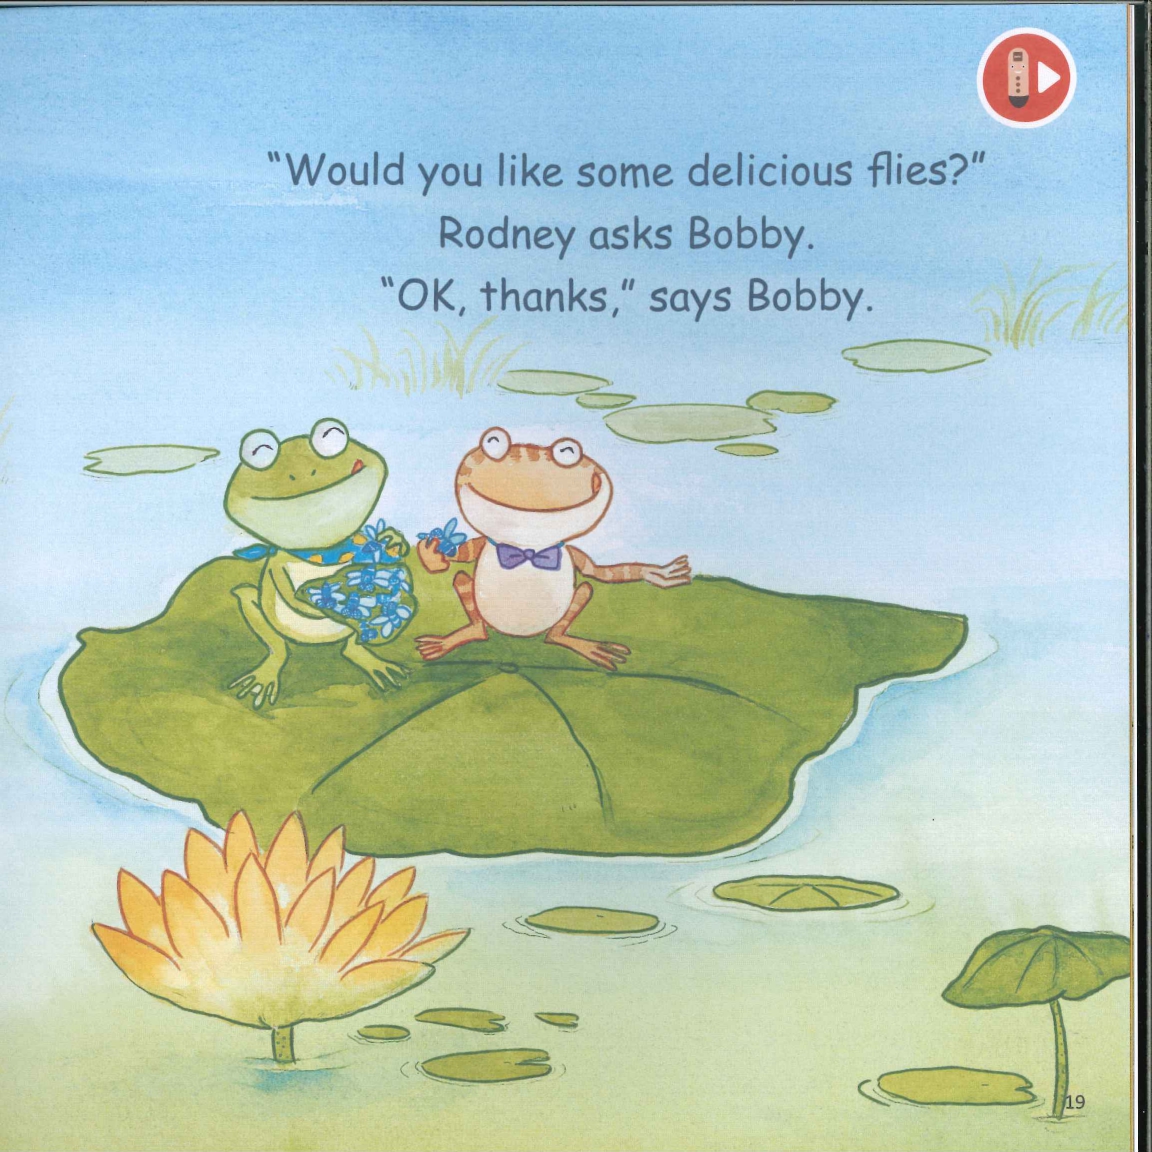 “Would you like some delicious flies?”
Rodney asks Bobby.
“OK, thanks,” says Bobby.
19